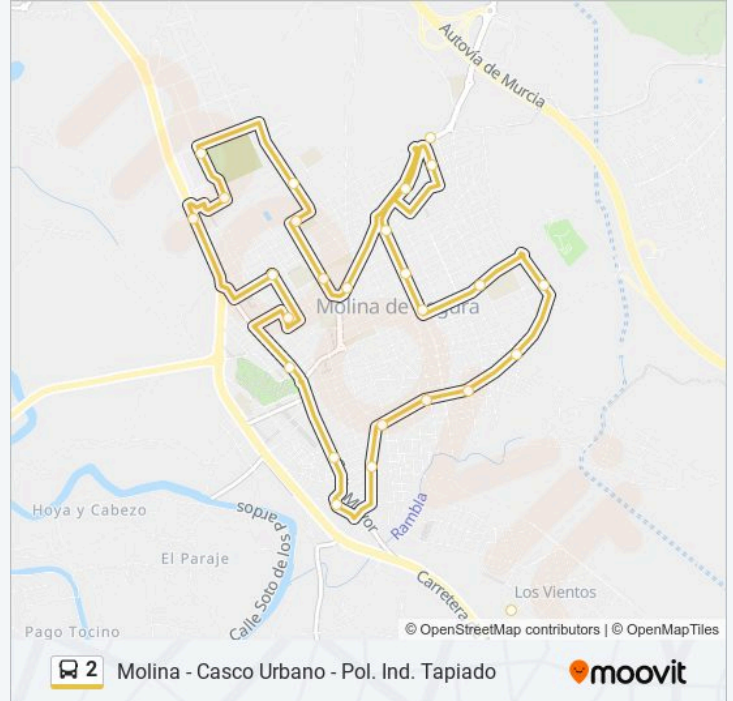 Autovía de Murcia
Molina de Segura
Hoya y Cabezo
Calle Soto de los Pardos
Mayor
Rambla
El Paraje
Carretera
Los Vientos
Pago Tocino
© OpenStreetMap contributors | © OpenMapTiles
2 Molina - Casco Urbano - Pol. Ind. Tapiado
moovit